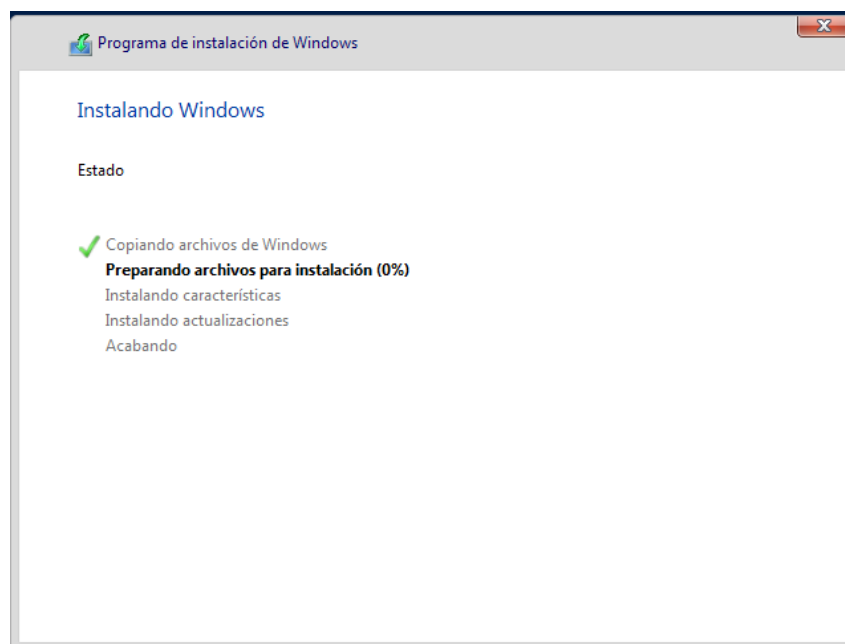 Programa de instalación de Windows
Instalando Windows
Estado
Copiando archivos de Windows
Preparando archivos para instalación (0%)
Instalando características
Instalando actualizaciones
Acabando